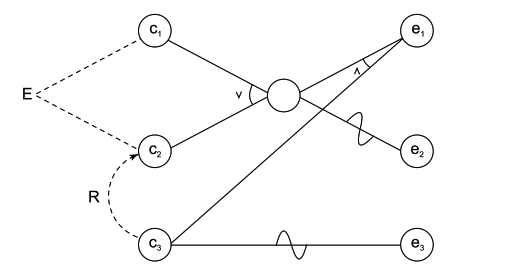 c1 e1
E V Λ
c2 e2
R
c3 e3